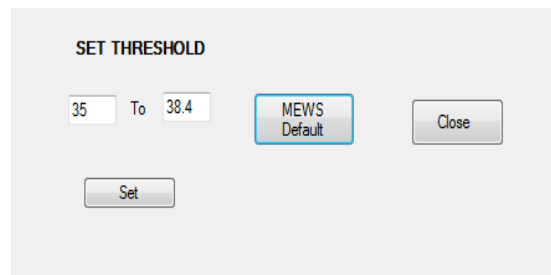 SET THRESHOLD
35 To 38.4
MEWS
Default
Close
Set